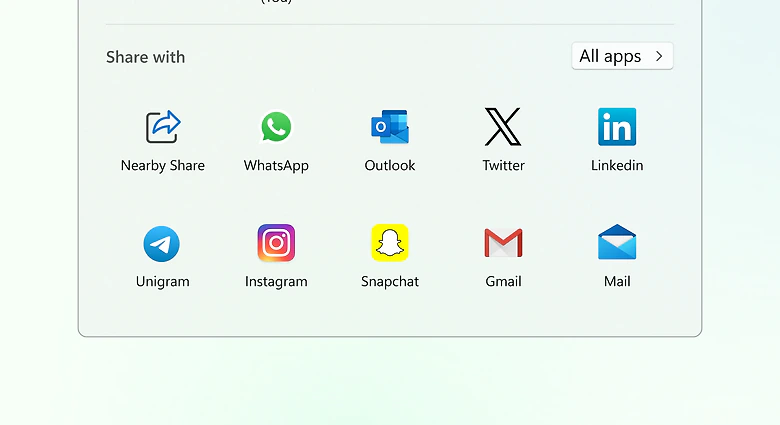 Share with
All apps
Nearby Share
WhatsApp
Outlook
Twitter
Linkedin
Unigram
Instagram
Snapchat
Gmail
Mail